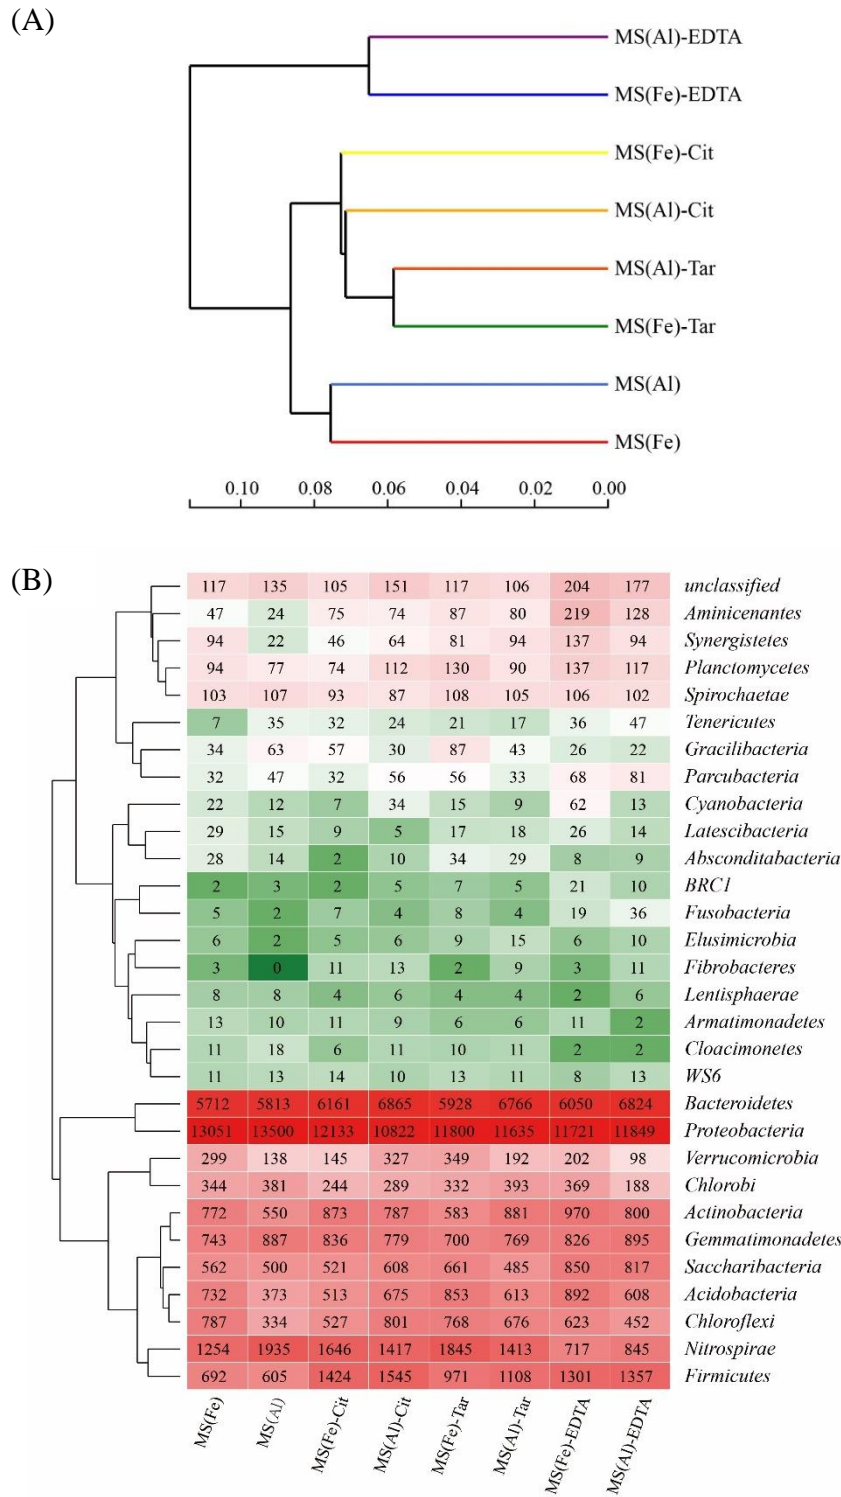 (A)
MS(Al)-EDTA
MS(Fe)-EDTA
MS(Fe)-Cit
MS(Al)-Cit
MS(Al)-Tar
MS(Fe)-Tar
MS(Al)
MS(Fe)
0.10 0.08 0.06 0.04 0.02 0.00
(B)
117 135 105 151 117 106 204 177 unclassified
47 24 75 74 87 80 219 128 Aminicenantes
94 22 46 64 81 94 137 94 Synergistetes
94 77 74 112 130 90 137 117 Planctomycetes
103 107 93 87 108 105 106 102 Spirochaetae
7 35 32 24 21 17 36 47 Tenericutes
34 63 57 30 87 43 26 22 Gracilibacteria
32 47 32 56 56 33 68 81 Parcubacteria
22 12 7 34 15 9 62 13 Cyanobacteria
29 15 9 5 17 18 26 14 Latescibacteria
28 14 2 10 34 29 8 9 Absconditabacteria
2 3 2 5 7 5 21 10 BRC1
5 2 7 4 8 4 19 36 Fusobacteria
6 2 5 6 9 15 6 10 Elusimicrobia
3 0 11 13 2 9 3 11 Fibrobacteres
8 8 4 6 4 4 2 6 Lentisphaerae
13 10 11 9 6 6 11 2 Armatimonadetes
11 18 6 11 10 11 2 2 Cloacimonetes
11 13 14 10 13 11 8 13 WS6
5712 5813 6161 6865 5928 6766 6050 6824 Bacteroidetes
13051 13500 12133 10822 11800 11635 11721 11849 Proteobacteria
299 138 145 327 349 192 202 98 Verrucomicrobia
344 381 244 289 332 393 369 188 Chlorobi
772 550 873 787 583 881 970 800 Actinobacteria
743 887 836 779 700 769 826 895 Gemmatimonadetes
562 500 521 608 661 485 850 817 Saccharibacteria
732 373 513 675 853 613 892 608 Acidobacteria
787 334 527 801 768 676 623 452 Chloroflexi
1254 1935 1646 1417 1845 1413 717 845 Nitrospirae
692 605 1424 1545 971 1108 1301 1357 Firmicutes
MS(Fe) MS(Al) MS(Fe)-Cit MS(Al)-Cit MS(Fe)-Tar MS(Al)-Tar MS(Fe)-EDTA MS(Al)-EDTA